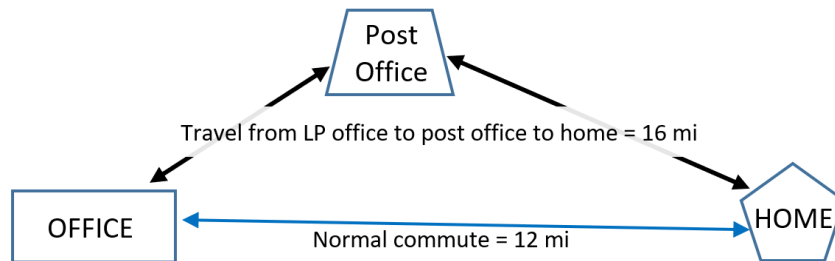 Post
Office
Travel from LP office to post office to home = 16 mi
OFFICE
HOME
Normal commute = 12 mi